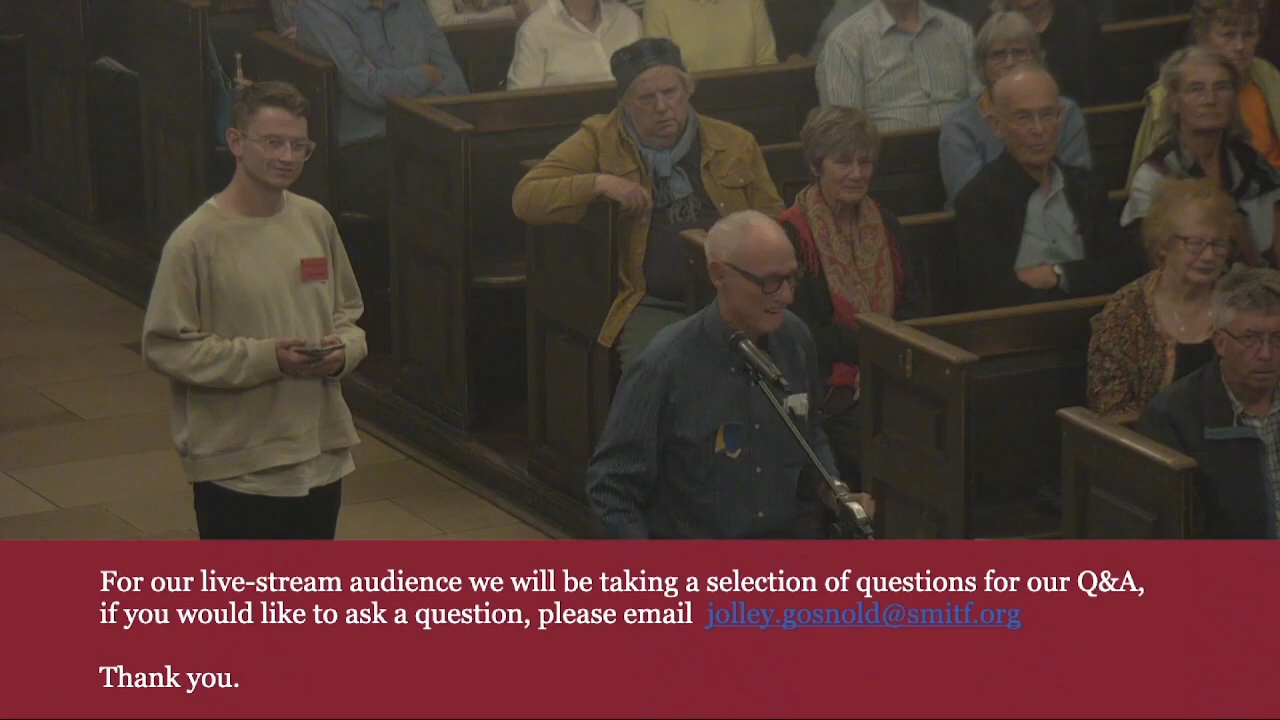 For our live-stream audience we will be taking a selection of questions for our Q&A,
if you would like to ask a question, please email jolley.gosnold@smitf.org
Thank you.